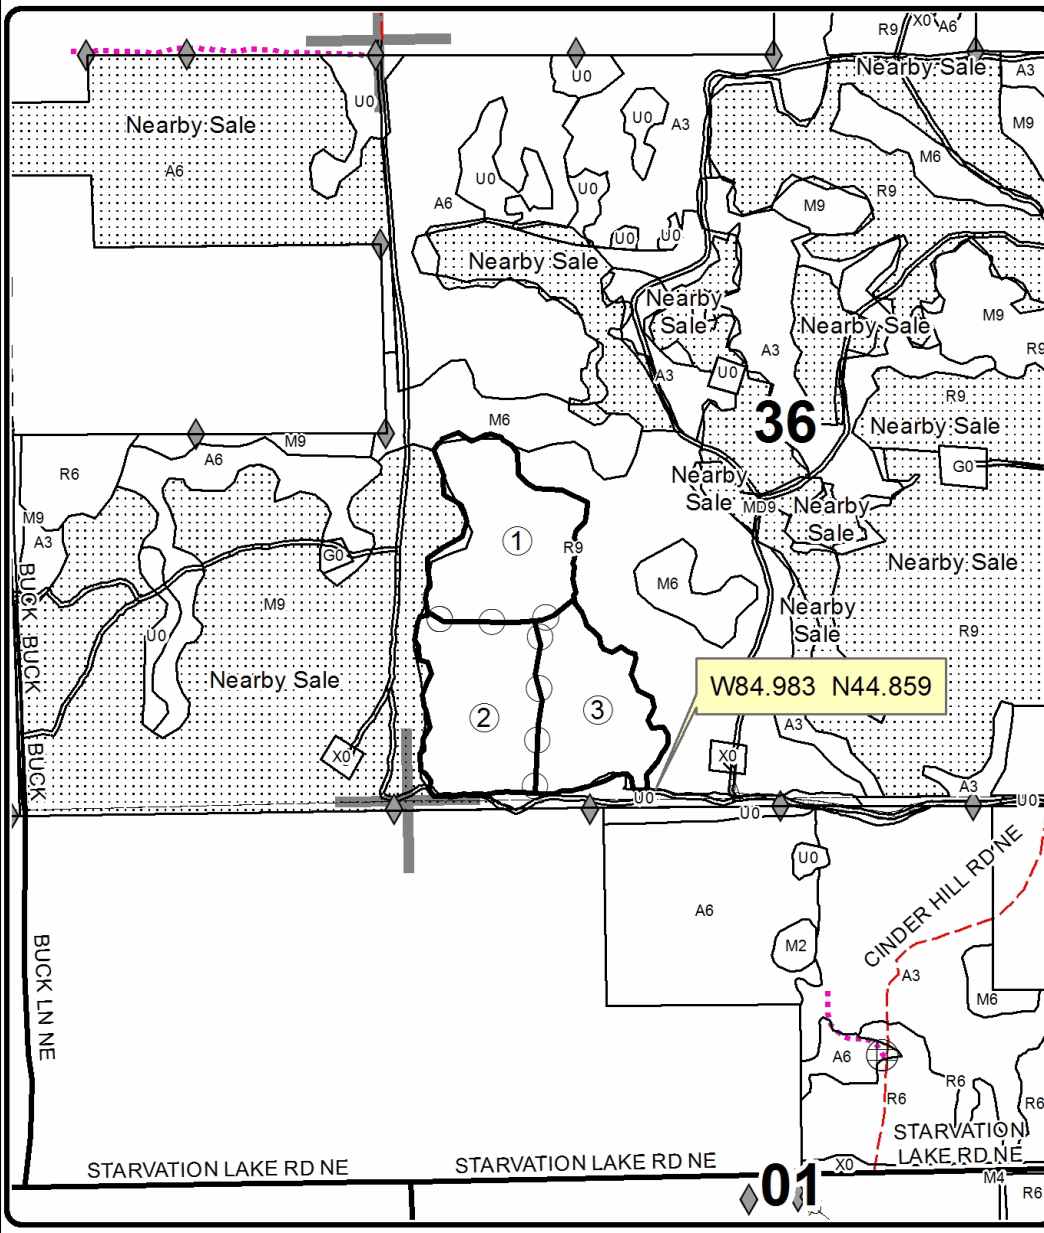 X0
R9
A6
Nearby Sale
A3
U0
U0
Nearby Sale
U0
A3
M9
A6
M6
U0
U0
R9
A6
M9
U0
U0
Nearby Sale
Nearby
Sale
M9
Nearby Sale
A3
R9
U0
A3
R9
M6
36
Nearby Sale
M9
A6
R6
G0
Nearby
Sale
MD9
Nearby
Sale
M9
A3
1
R9
G0
Nearby Sale
M6
BUCK
M9
Nearby
Sale
R9
U0
BUCK
Nearby Sale
W84.983 N44.859
2
3
A3
X0
X0
BUCK
A3
U0
U0
U0
U0
A6
CINDER HILL RD NE
M2
BUCK LN NE
A3
M6
A6
R6
R6
R6
STARVATION
LAKE RD NE
STARVATION LAKE RD NE
STARVATION LAKE RD NE
X0
M4
01
R6